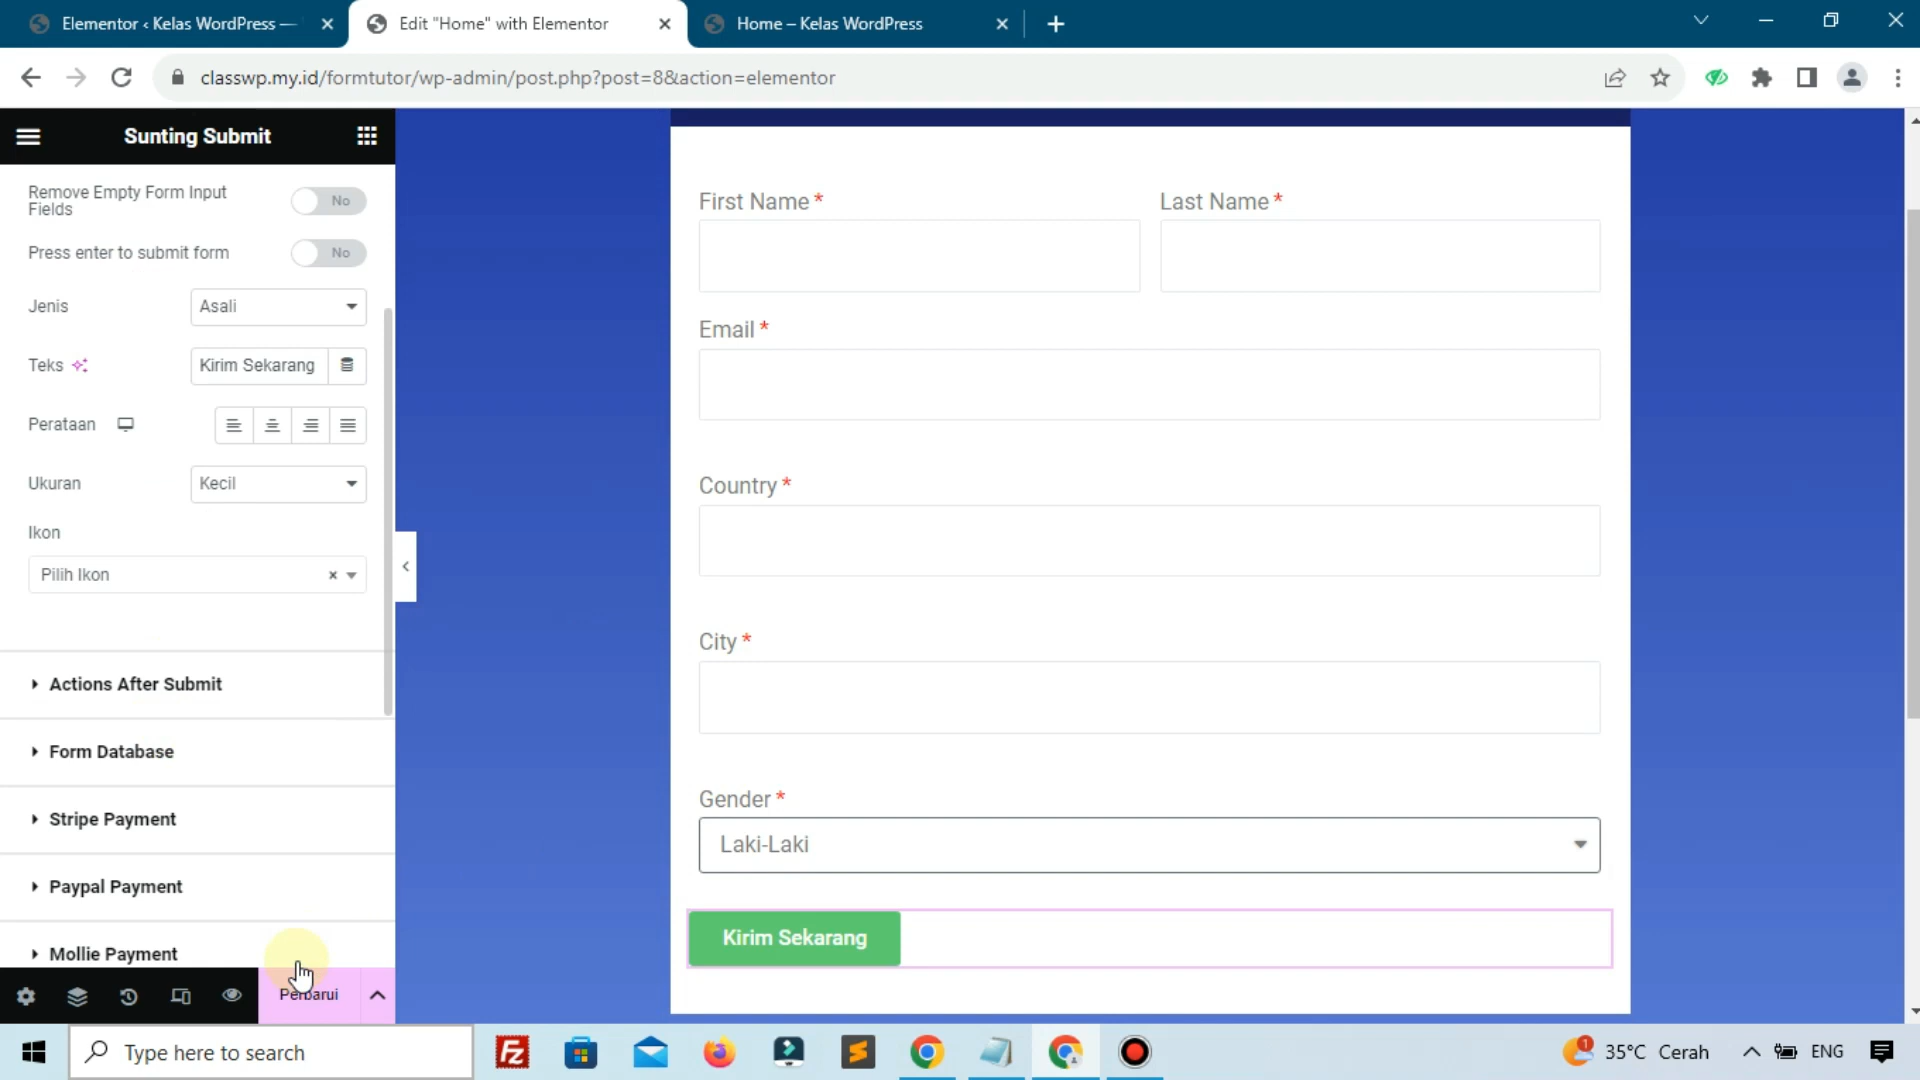 Elementor ‹ Kelas WordPress —
Edit "Home" with Elementor
Home – Kelas WordPress
classwp.my.id/formtutor/wp-admin/post.php?post=8&action=elementor
Sunting Submit
Remove Empty Form Input
Fields
No
Press enter to submit form
No
Jenis
Asali
Teks
Kirim Sekarang
Perataan
Ukuran
Kecil
Ikon
Pilih Ikon
Actions After Submit
Form Database
Stripe Payment
Paypal Payment
Mollie Payment
Perbarui
First Name *
Last Name *
Email *
Country *
City *
Gender *
Laki-Laki
Kirim Sekarang
Type here to search
Fz
S
1
35°C Cerah
ENG